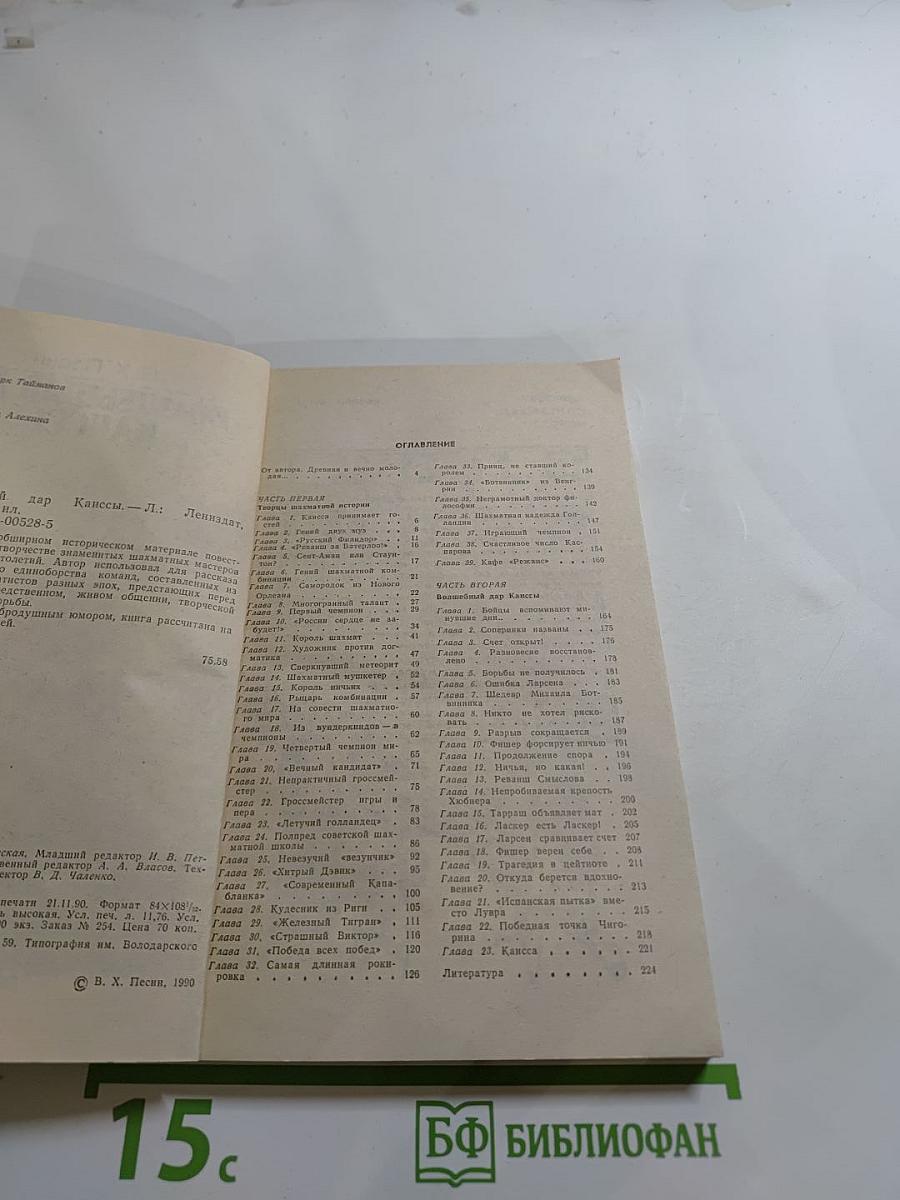 рк Тайманов
Алехина
й дар Каиссы. — Л.: Лениздат,
ил.
-00528-5
обширном историческом материале повест-
творчестве знаменитых шахматных мастеров
столетий. Автор использовал для рассказа
о единоборства команд, составленных из
матистов разных эпох, предстающих перед
редственном, живом общении, творческой
орьбы.
бродушным юмором, книга рассчитана на
ей.
75.58
ская, Младший редактор И. В. Пет-
венный редактор А. А. Власов, Тех-
ектор В. Д. Чаленко.
печати 21.11.90. Формат 84×108¹/₃₂.
ь высокая. Усл. печ. л. 11,76. Усл.
00 экз. Заказ № 254. Цена 70 коп.
59. Типография им. Володарского
© В. Х. Песин, 1990
ОГЛАВЛЕНИЕ
От автора. Древняя и вечно моло-
дая... 4
ЧАСТЬ ПЕРВАЯ
Творцы шахматной истории
Глава 1. Каисса принимает го-
стей 6
Глава 2. Гений двух муз 8
Глава 3. «Русский Филидор» 11
Глава 4. «Реванш за Ватерлоо!» 16
Глава 5. Сент-Аман или Стаун-
тон? 17
Глава 6. Гений шахматной ком-
бинации 21
Глава 7. Самородок из Нового
Орлеана 22
Глава 8. Многогранный талант 27
Глава 9. Первый чемпион 29
Глава 10. «России сердце не за-
будет!» 34
Глава 11. Король шахмат 41
Глава 12. Художник против дог-
матика 47
Глава 13. Сверкнувший метеорит 49
Глава 14. Шахматный мушкетер 52
Глава 15. Король ничьих 54
Глава 16. Рыцарь комбинации 57
Глава 17. На совести шахматно-
го мира 60
Глава 18. Из вундеркиндов — в
чемпионы 62
Глава 19. Четвертый чемпион ми-
ра 65
Глава 20. «Вечный кандидат» 71
Глава 21. Непрактичный гроссмей-
стер 75
Глава 22. Гроссмейстер игры и
пера 78
Глава 23. «Летучий голландец» 83
Глава 24. Полпред советской шах-
матной школы 86
Глава 25. Невезучий «везунчик» 92
Глава 26. «Хитрый Дэвик» 95
Глава 27. «Современный Капа-
бланка» 100
Глава 28. Кудесник из Риги 105
Глава 29. «Железный Тигран» 111
Глава 30. «Страшный Виктор» 116
Глава 31. «Победа всех побед» 120
Глава 32. Самая длинная роки-
ровка 126
Глава 33. Принц, не ставший ко-
ролем 134
Глава 34. «Ботвинник» из Венг-
рии 139
Глава 35. Неграмотный доктор фи-
лософии 142
Глава 36. Шахматная надежда Гол-
ландии 147
Глава 37. Играющий чемпион 151
Глава 38. Счастливое число Кас-
парова 154
Глава 39. Кафе «Режанс» 160
ЧАСТЬ ВТОРАЯ
Волшебный дар Каиссы
Глава 1. Бойцы вспоминают ми-
нувшие дни... 164
Глава 2. Соперники названы 175
Глава 3. Счет открыт! 176
Глава 4. Равновесие восстанов-
лено 178
Глава 5. Борьбы не получилось 181
Глава 6. Ошибка Ларсена 183
Глава 7. Шедевр Михаила Бот-
винника 185
Глава 8. Никто не хотел риско-
вать 187
Глава 9. Разрыв сокращается 189
Глава 10. Фишер форсирует ничью 191
Глава 11. Продолжение спора 194
Глава 12. Ничья, но какая! 196
Глава 13. Реванш Смыслова 198
Глава 14. Непробиваемая крепость
Хюбнера 200
Глава 15. Тарраш объявляет мат 202
Глава 16. Ласкер есть Ласкер! 205
Глава 17. Ларсен сравнивает счет 207
Глава 18. Фишер верен себе 208
Глава 19. Трагедия в цейтноте 211
Глава 20. Откуда берется вдохно-
вение? 213
Глава 21. «Испанская пытка» вме-
сто Лувра 215
Глава 22. Победная точка Чиго-
рина 218
Глава 23. Каисса 221
Литература 224
15 с
БФ БИБЛИОФАН